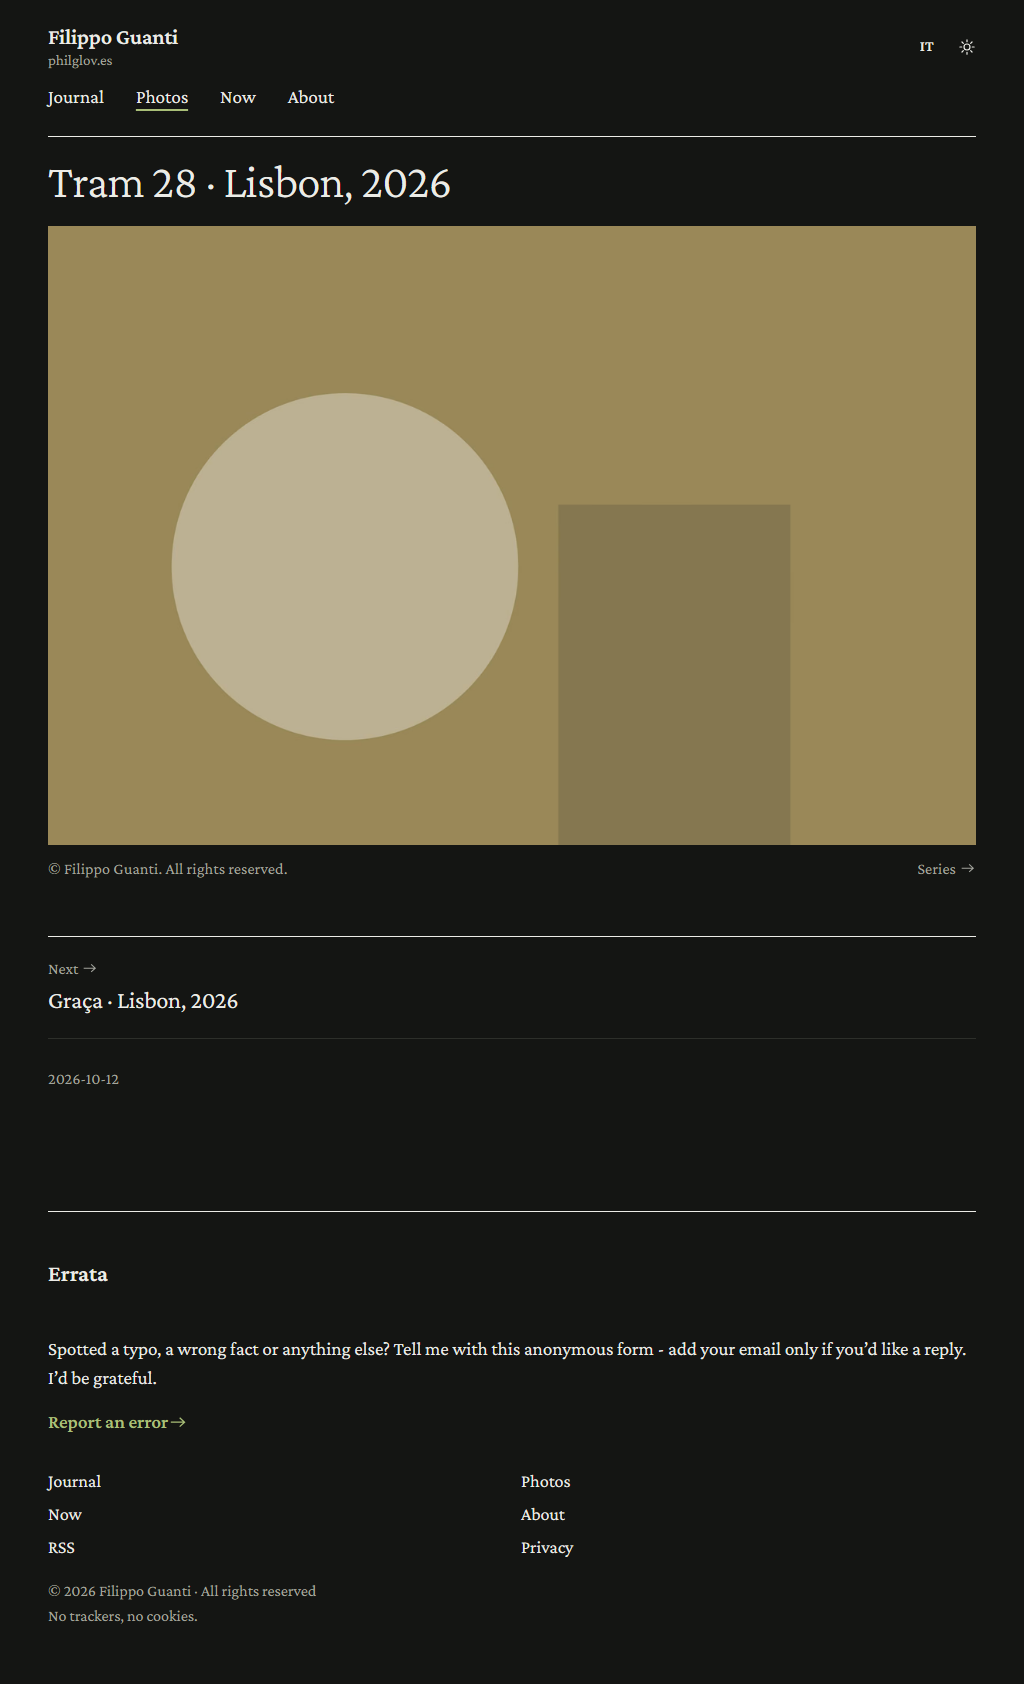 Filippo Guanti
philglov.es
IT
Journal Photos Now About
Tram 28 · Lisbon, 2026
© Filippo Guanti. All rights reserved.
Series →
Next →
Graça · Lisbon, 2026
2026-10-12
Errata
Spotted a typo, a wrong fact or anything else? Tell me with this anonymous form - add your email only if you’d like a reply.
I’d be grateful.
Report an error →
Journal
Photos
Now
About
RSS
Privacy
© 2026 Filippo Guanti · All rights reserved
No trackers, no cookies.